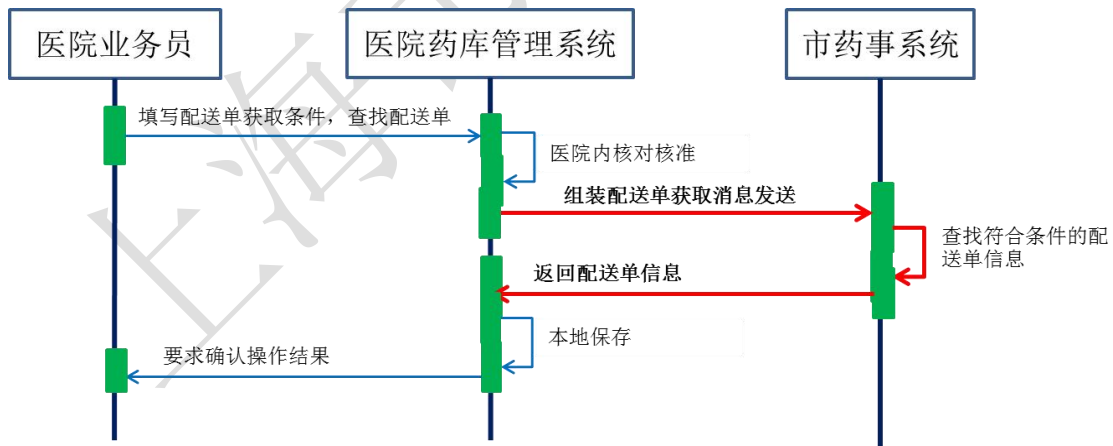 医院业务员
医院药库管理系统
市药事系统
填写配送单获取条件，查找配送单
医院内核对核准
组装配送单获取消息发送
查找符合条件的配
送单信息
返回配送单信息
本地保存
要求确认操作结果
上海